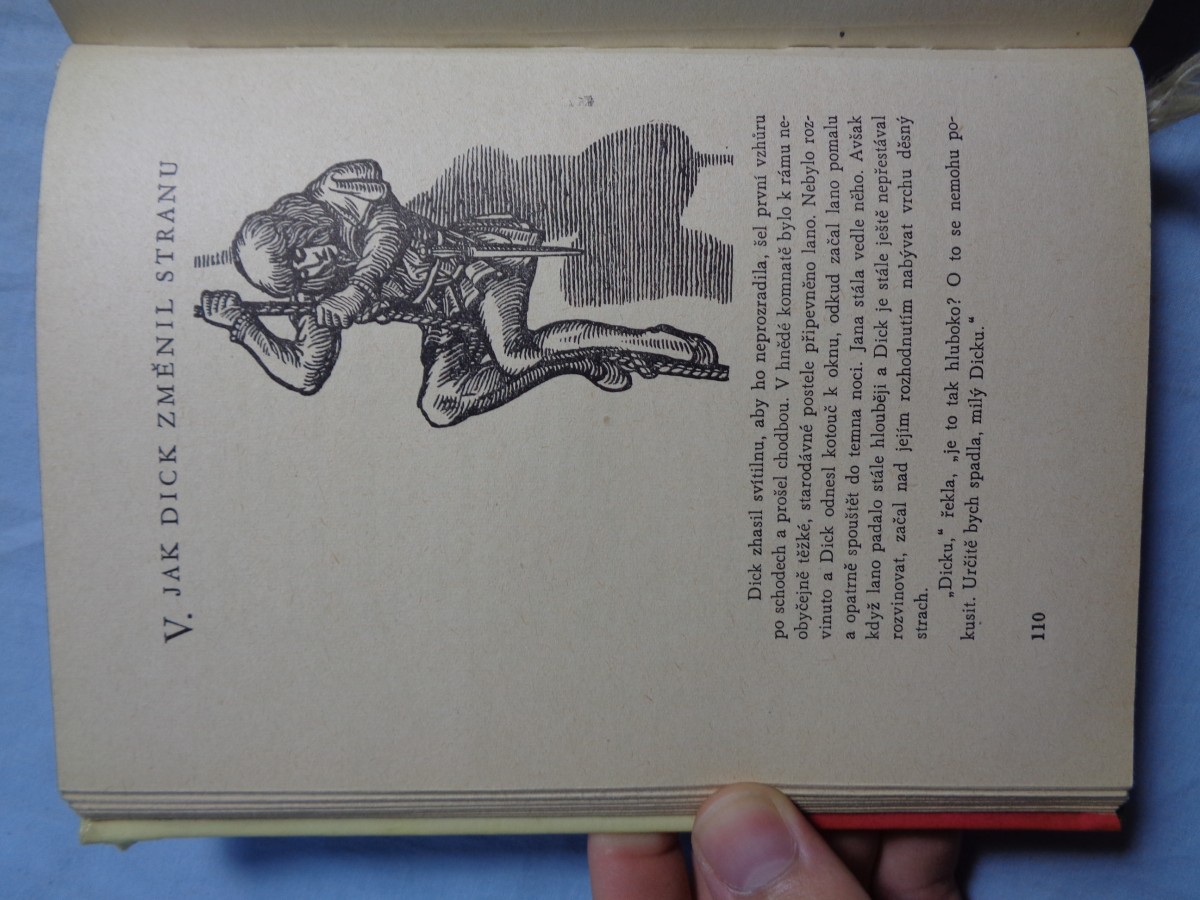 V. JAK DICK ZMĚNIL STRANU
Dick zhasil svítilnu, aby ho neprozradila, šel první vzhůru
po schodech a prošel chodbou. V hnědé komnatě bylo k rámu ne-
obyčejně těžké, starodávné postele připevněno lano. Nebylo roz-
vinuto a Dick odnesl kotouč k oknu, odkud začal lano pomalu
a opatrně spouštět do temna noci. Jana stála vedle něho. Avšak
když lano padalo stále hlouběji a Dick je stále ještě nepřestával
rozvinovat, začal nad jejím rozhodnutím nabývat vrchu děsný
strach.
„Dicku,“ řekla, „je to tak hluboko? O to se nemohu po-
kusit. Určitě bych spadla, milý Dicku.“
110